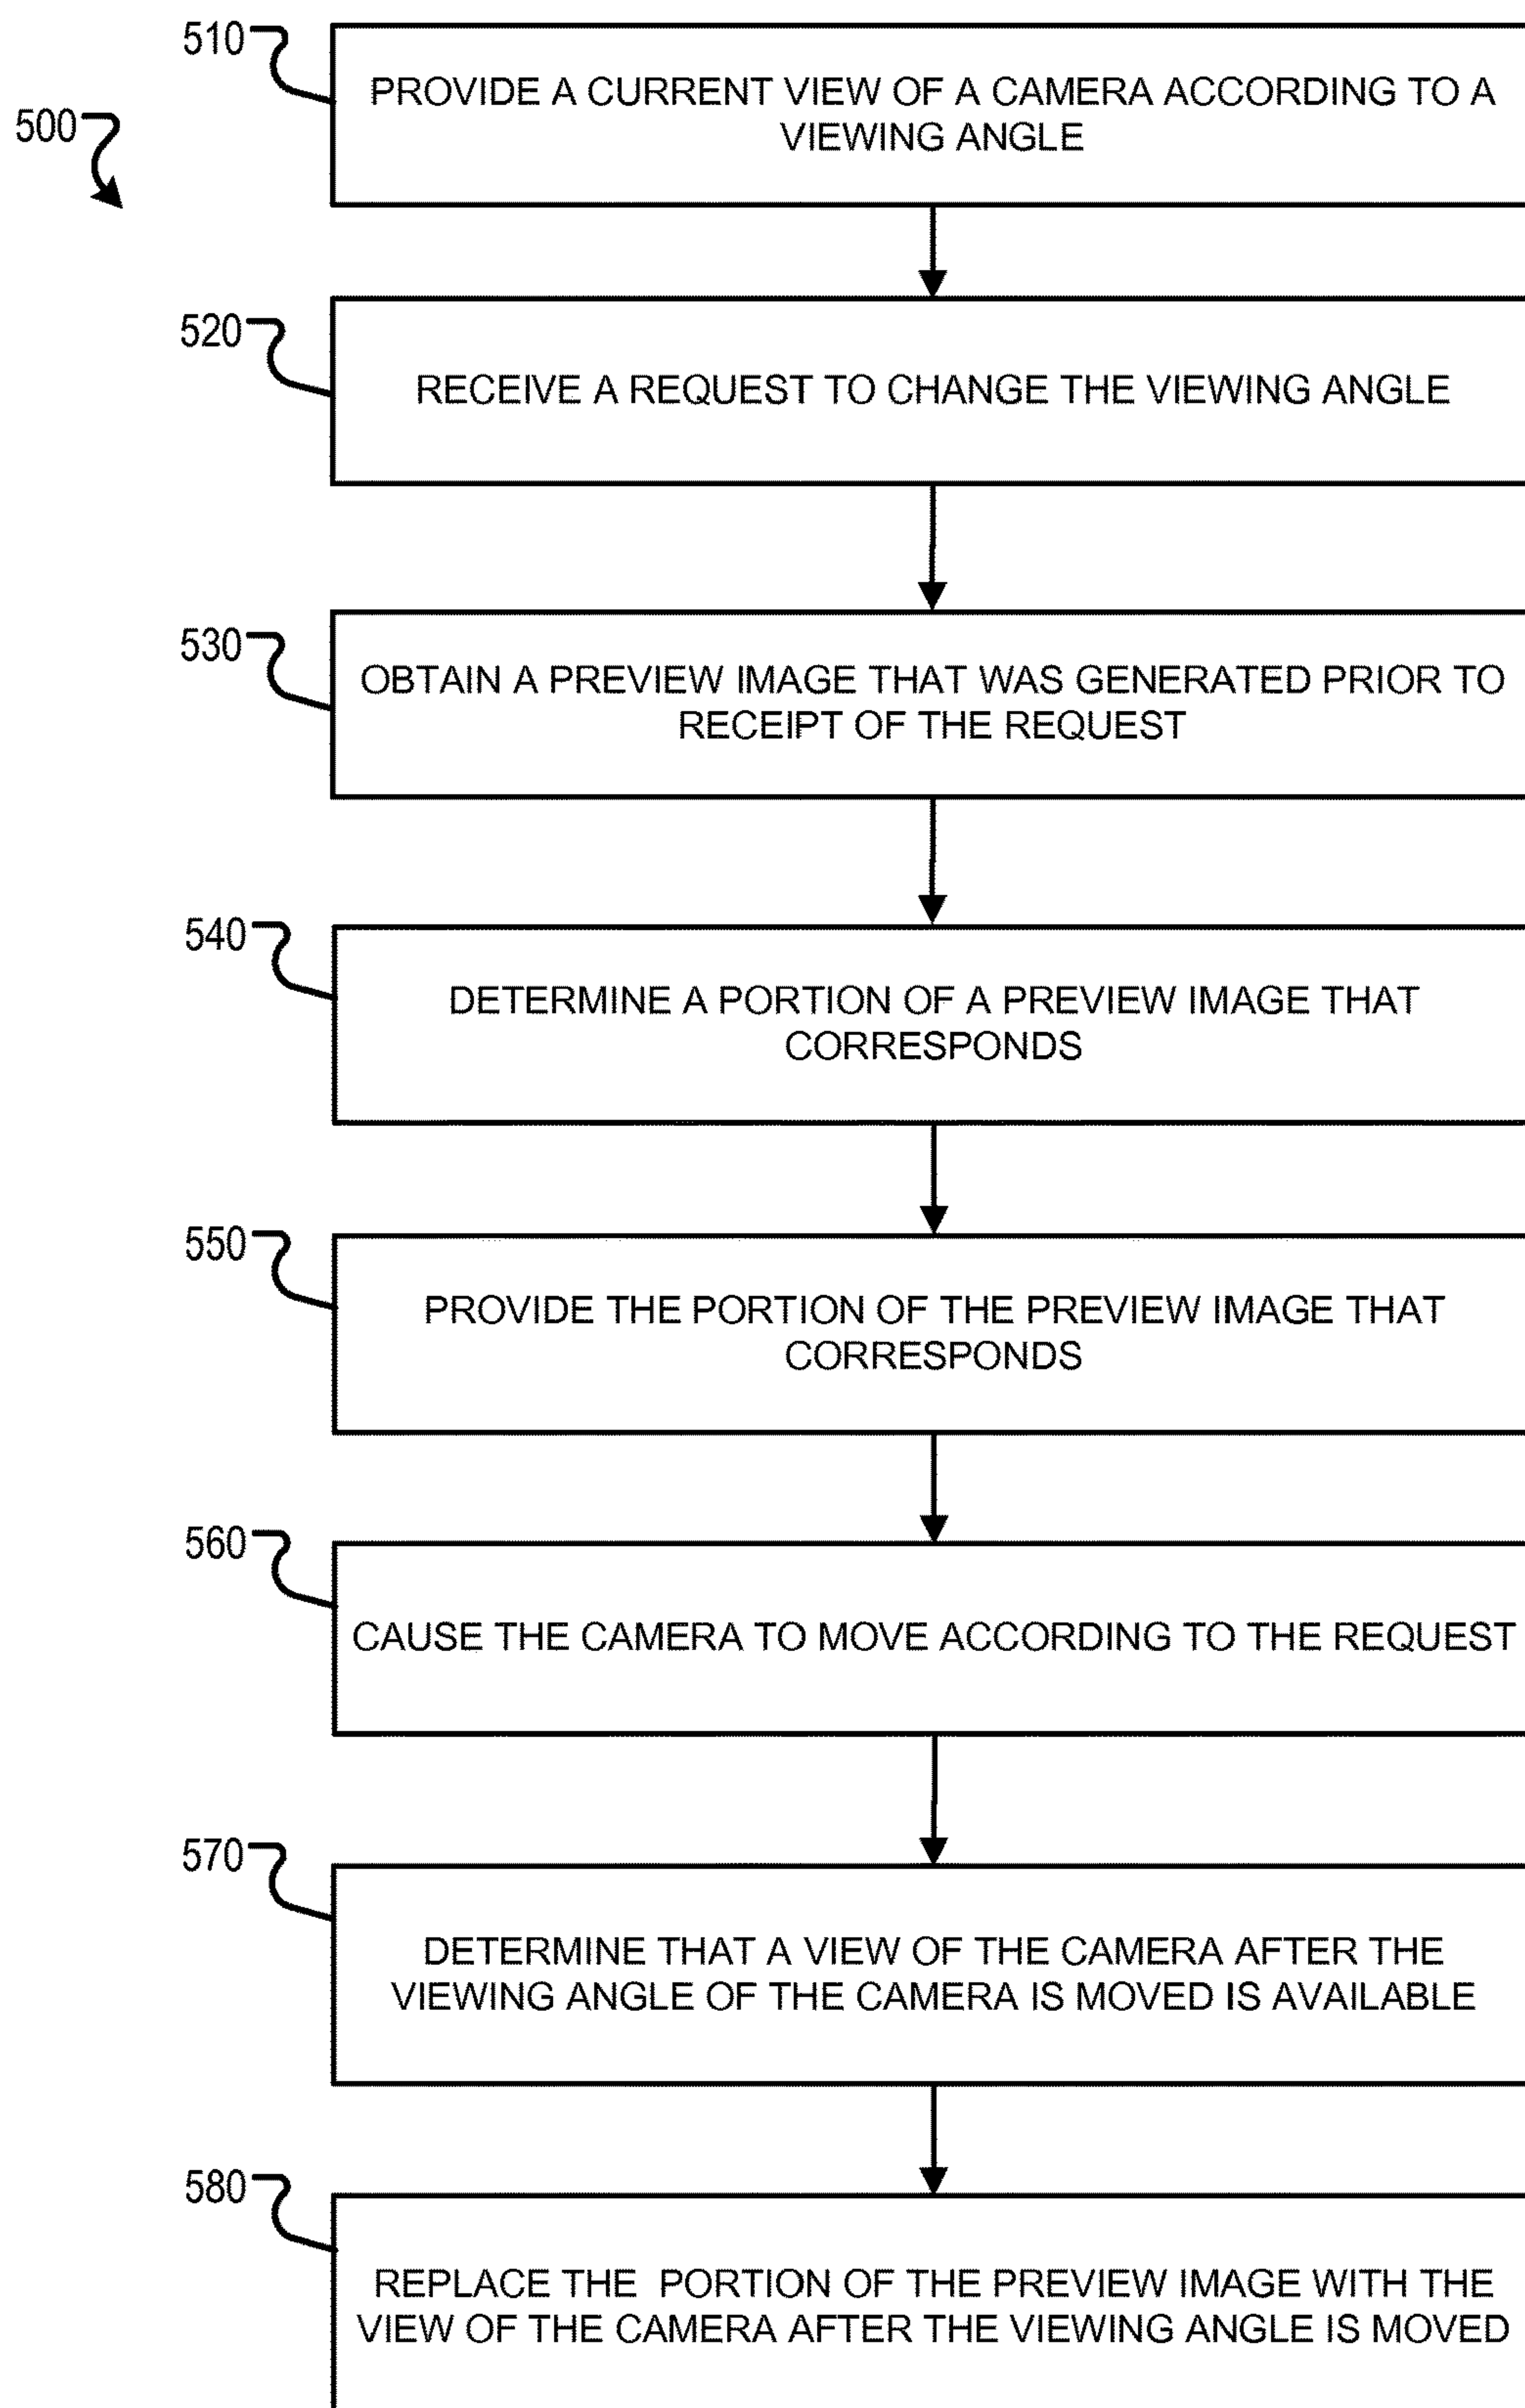 510
PROVIDE A CURRENT VIEW OF A CAMERA ACCORDING TO A
VIEWING ANGLE
500
520
RECEIVE A REQUEST TO CHANGE THE VIEWING ANGLE
530
OBTAIN A PREVIEW IMAGE THAT WAS GENERATED PRIOR TO
RECEIPT OF THE REQUEST
540
DETERMINE A PORTION OF A PREVIEW IMAGE THAT
CORRESPONDS
550
PROVIDE THE PORTION OF THE PREVIEW IMAGE THAT
CORRESPONDS
560
CAUSE THE CAMERA TO MOVE ACCORDING TO THE REQUEST
570
DETERMINE THAT A VIEW OF THE CAMERA AFTER THE
VIEWING ANGLE OF THE CAMERA IS MOVED IS AVAILABLE
580
REPLACE THE PORTION OF THE PREVIEW IMAGE WITH THE
VIEW OF THE CAMERA AFTER THE VIEWING ANGLE IS MOVED